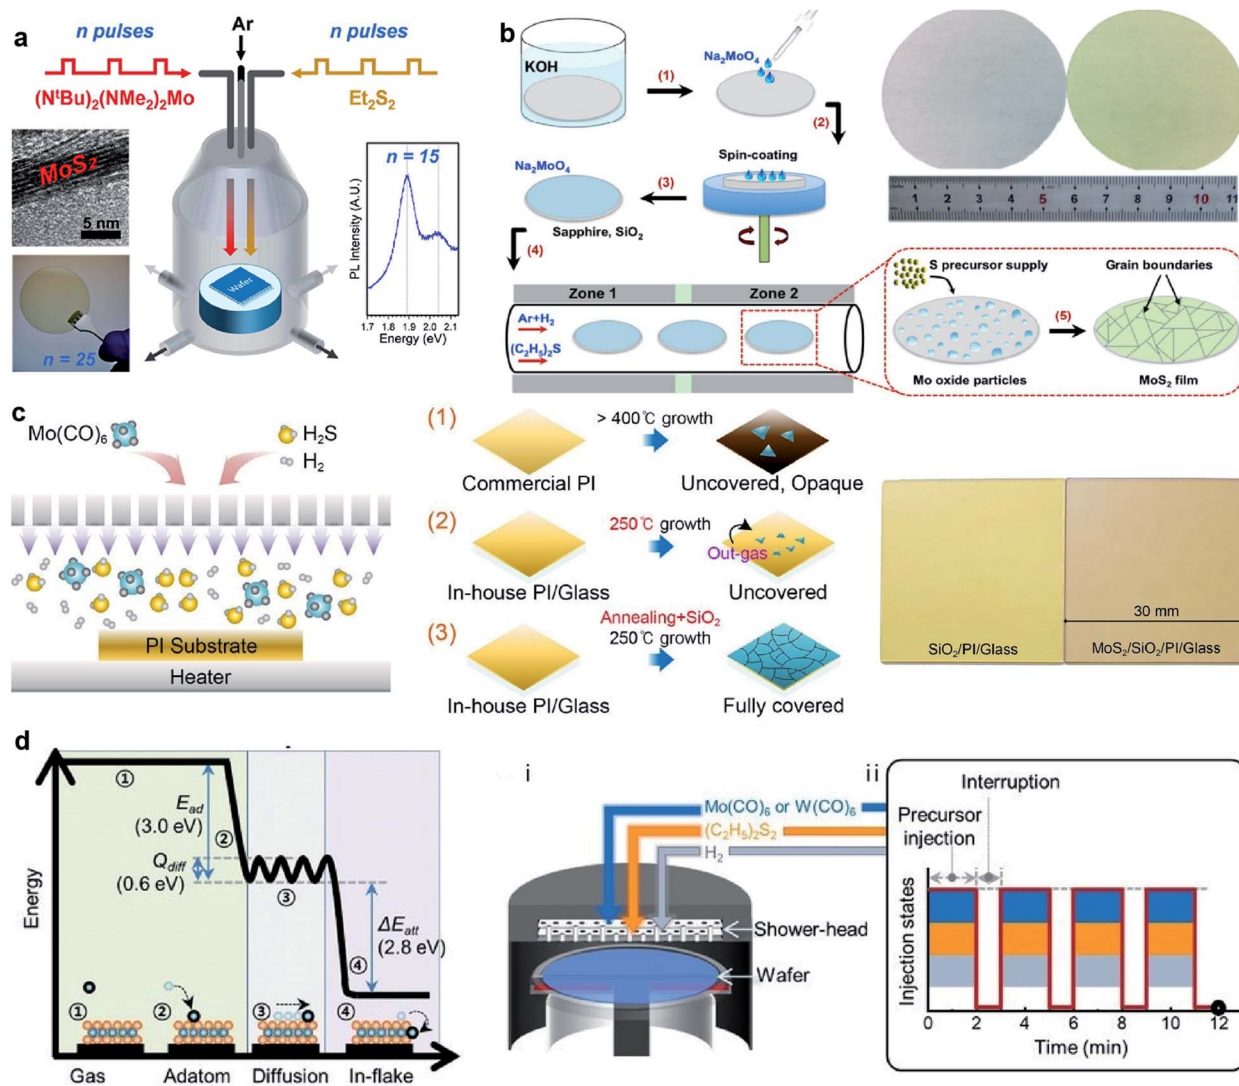 a
n pulses
Ar
n pulses
(NᵗBu)₂(NMe₂)₂Mo
Et₂S₂
MoS₂
5 nm
n = 25
Wafer
n = 15
PL Intensity (A.U.)
1.7 1.8 1.9 2.0 2.1
Energy (eV)
b
KOH
(1)
Na₂MoO₄
(2)
Spin-coating
(3)
Na₂MoO₄
Sapphire, SiO₂
(4)
1 2 3 4 5 6 7 8 9 10 11
Zone 1
Zone 2
Ar+H₂
(C₂H₅)₂S
S precursor supply
Grain boundaries
(5)
Mo oxide particles
MoS₂ film
c
Mo(CO)₆
H₂S
H₂
PI Substrate
Heater
(1)
> 400℃ growth
Commercial PI
Uncovered, Opaque
(2)
250℃ growth
Out-gas
In-house PI/Glass
Uncovered
(3)
Annealing+SiO₂
250℃ growth
In-house PI/Glass
Fully covered
30 mm
SiO₂/PI/Glass
MoS₂/SiO₂/PI/Glass
d
Energy
①
E_ad
(3.0 eV)
②
Q_diff
(0.6 eV)
③
ΔE_att
(2.8 eV)
④
① ② ③ ④
Gas Adatom Diffusion In-flake
i
Mo(CO)₆ or W(CO)₆
(C₂H₅)₂S₂
H₂
Shower-head
Wafer
ii
Interruption
Precursor
injection
Injection states
0 2 4 6 8 10 12
Time (min)